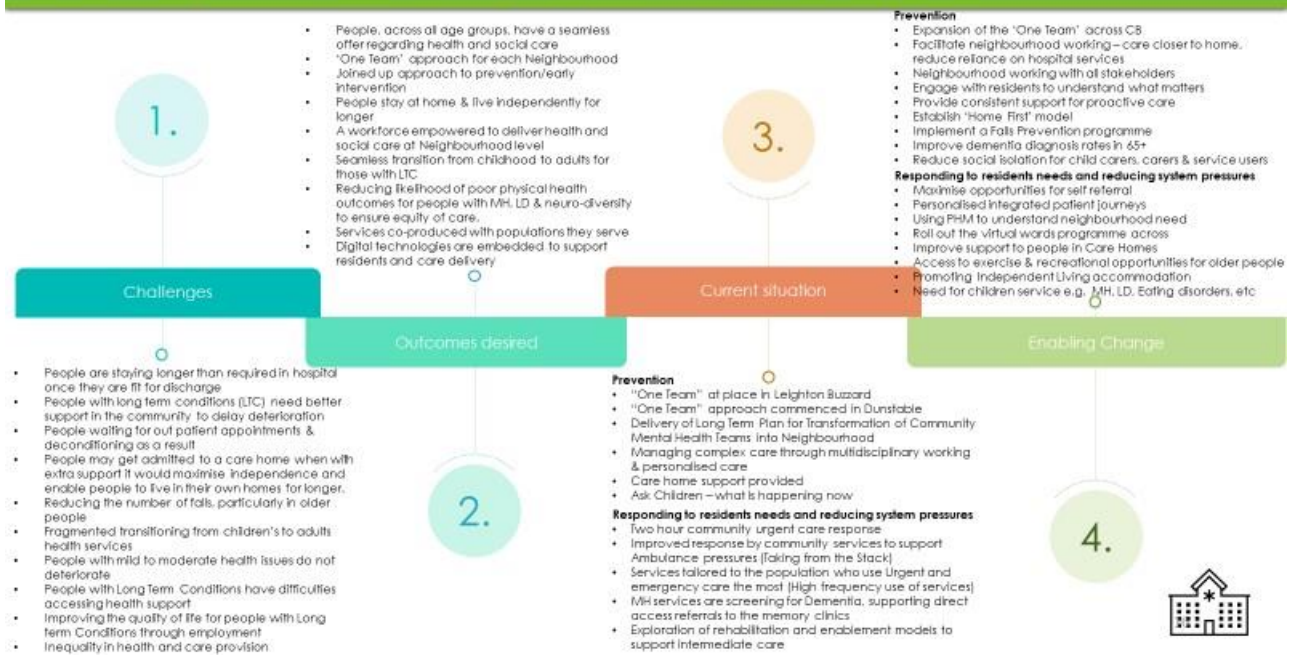 1.
Challenges
• People are staying longer than required in hospital
once they are fit for discharge
• People with long term conditions (LTC) need better
support in the community to delay deterioration
• People waiting for out patient appointments &
deconditioning as a result
• People may get admitted to a care home when with
extra support it would maximise independence and
enable people to live in their own homes for longer.
• Reducing the number of falls, particularly in older
people
• Fragmented transitioning from children's to adults
health services
• People with mild to moderate health issues do not
deteriorate
• People with Long Term Conditions have difficulties
accessing health support
• Improving the quality of life for people with Long
term Conditions through employment
• Inequality in health and care provision
• People, across all age groups, have a seamless
offer regarding health and social care
• 'One Team' approach for each Neighbourhood
• Joined up approach to prevention/early
intervention
• People stay at home & live independently for
longer
• A workforce empowered to deliver health and
social care at Neighbourhood level
• Seamless transition from childhood to adults for
those with LTC
• Reducing likelihood of poor physical health
outcomes for people with MH, LD & neuro-diversity
to ensure equity of care.
• Services co-produced with populations they serve
• Digital technologies are embedded to support
residents and care delivery
Outcomes desired
2.
3.
Current situation
Prevention
• "One Team" at place in Leighton Buzzard
• "One Team" approach commenced in Dunstable
• Delivery of Long Term Plan for Transformation of Community
Mental Health Teams into Neighbourhood
• Managing complex care through multidisciplinary working
& personalised care
• Care home support provided
• Ask Children – what is happening now
Responding to residents needs and reducing system pressures
• Two hour community urgent care response
• Improved response by community services to support
Ambulance pressures (Taking from the Stack)
• Services tailored to the population who use Urgent and
emergency care the most (High frequency use of services)
• MH services are screening for Dementia, supporting direct
access referrals to the memory clinics
• Exploration of rehabilitation and enablement models to
support Intermediate care
Prevention
• Expansion of the 'One Team' across CB
• Facilitate neighbourhood working – care closer to home,
reduce reliance on hospital services
• Neighbourhood working with all stakeholders
• Engage with residents to understand what matters
• Provide consistent support for proactive care
• Establish 'Home First' model
• Implement a Falls Prevention programme
• Improve dementia diagnosis rates in 65+
• Reduce social isolation for child carers, carers & service users
Responding to residents needs and reducing system pressures
• Maximise opportunities for self referral
• Personalised integrated patient journeys
• Using PHM to understand neighbourhood need
• Roll out the virtual wards programme across
• Improve support to people in Care Homes
• Access to exercise & recreational opportunities for older people
• Promoting Independent Living accommodation
• Need for children service e.g. MH, LD, Eating disorders, etc
Enabling Change
4.